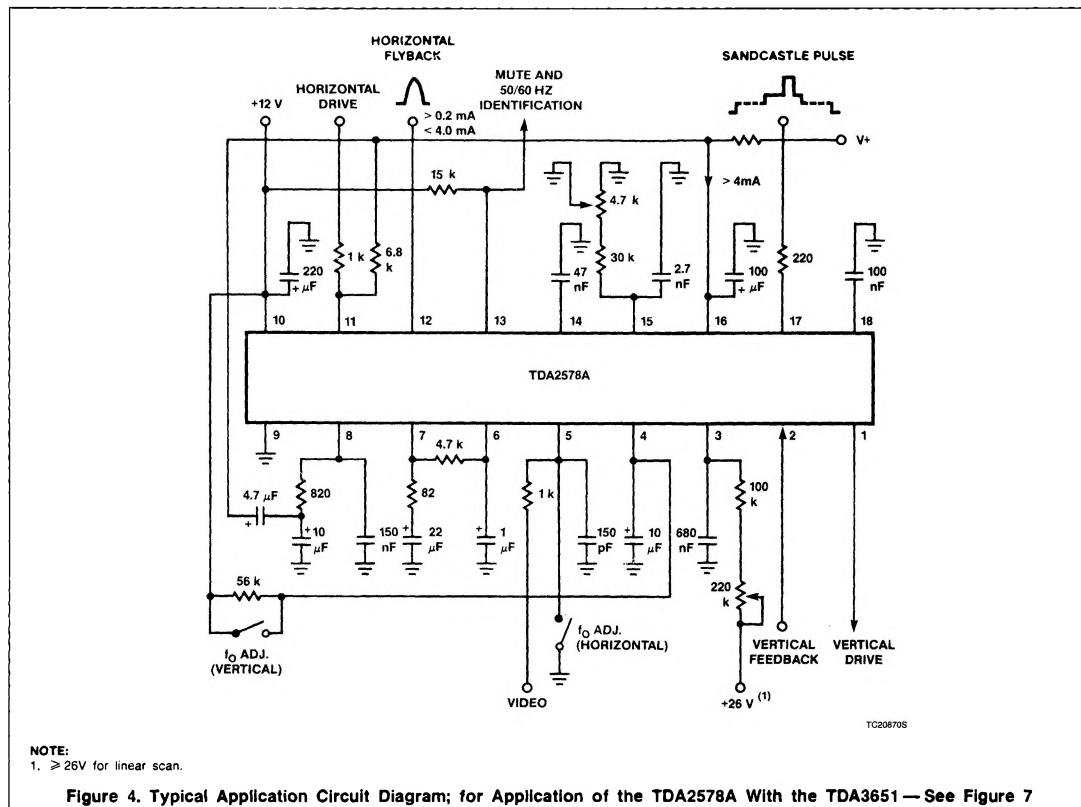 HORIZONTAL
FLYBACK
SANDCASTLE PULSE
HORIZONTAL
DRIVE
MUTE AND
50/60 HZ
IDENTIFICATION
+12 V
> 0.2 mA
< 4.0 mA
V+
15 k
> 4mA
4.7 k
220
+ μF
1 k
6.8
k
47
nF
30 k
2.7
nF
100
+ μF
220
100
nF
10
11
12
13
14
15
16
17
18
TDA2578A
9
8
7
6
5
4
3
2
1
4.7 k
4.7 μF
+
820
82
1 k
100
k
+
10
μF
150
nF
+
22
μF
+
1
μF
150
pF
+
10
μF
680
nF
56 k
220
k
fO ADJ.
(VERTICAL)
fO ADJ.
(HORIZONTAL)
VERTICAL
FEEDBACK
VERTICAL
DRIVE
VIDEO
+26 V (1)
TC20870S
NOTE:
1. ⩾26V for linear scan.
Figure 4. Typical Application Circuit Diagram; for Application of the TDA2578A With the TDA3651 — See Figure 7